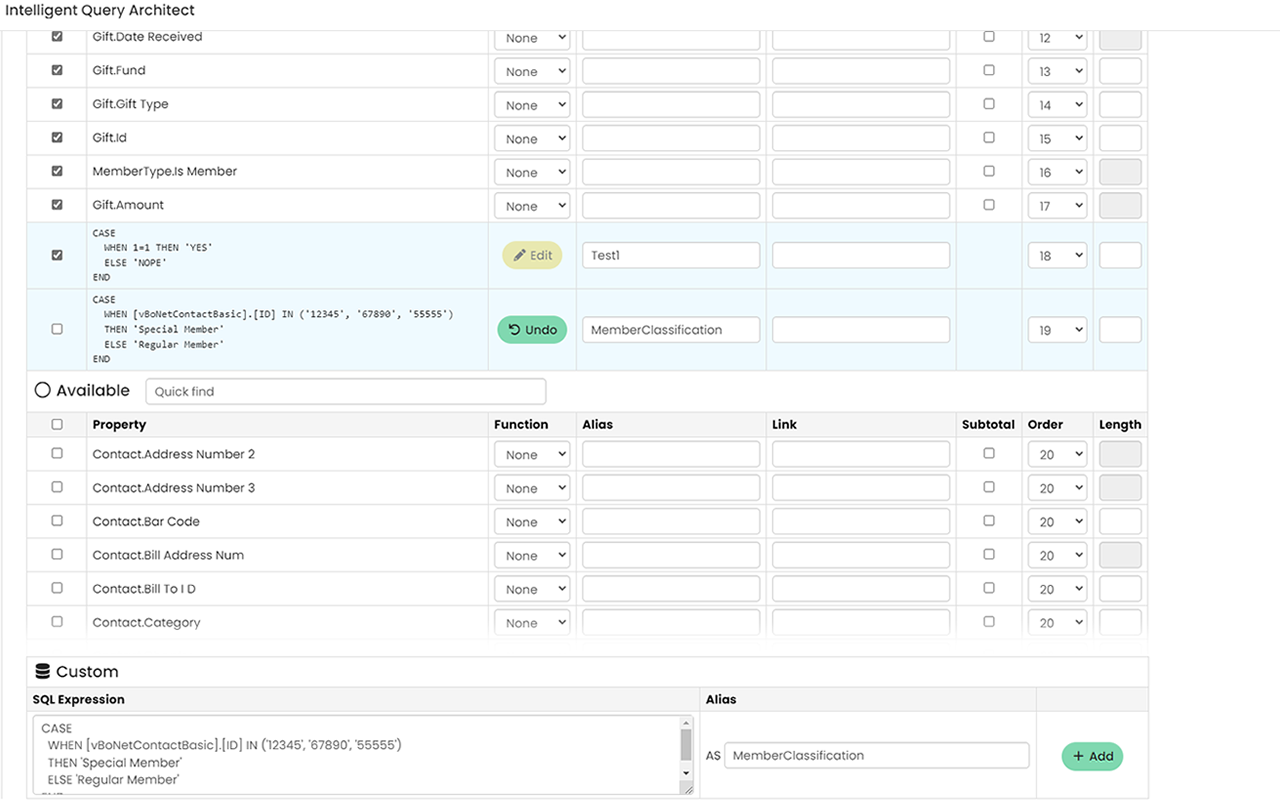 Intelligent Query Architect
Gift.Date Received None 12
Gift.Fund None 13
Gift.Gift Type None 14
Gift.Id None 15
MemberType.Is Member None 16
Gift.Amount None 17
CASE
WHEN 1=1 THEN 'YES'
ELSE 'NOPE'
END
Edit Test1 18
CASE
WHEN [vBoNetContactBasic].[ID] IN ('12345', '67890', '55555')
THEN 'Special Member'
ELSE 'Regular Member'
END
Undo MemberClassification 19
Available Quick find
Property Function Alias Link Subtotal Order Length
Contact.Address Number 2 None 20
Contact.Address Number 3 None 20
Contact.Bar Code None 20
Contact.Bill Address Num None 20
Contact.Bill To I D None 20
Contact.Category None 20
Custom
SQL Expression Alias
CASE
WHEN [vBoNetContactBasic].[ID] IN ('12345', '67890', '55555')
THEN 'Special Member'
ELSE 'Regular Member'
AS MemberClassification + Add